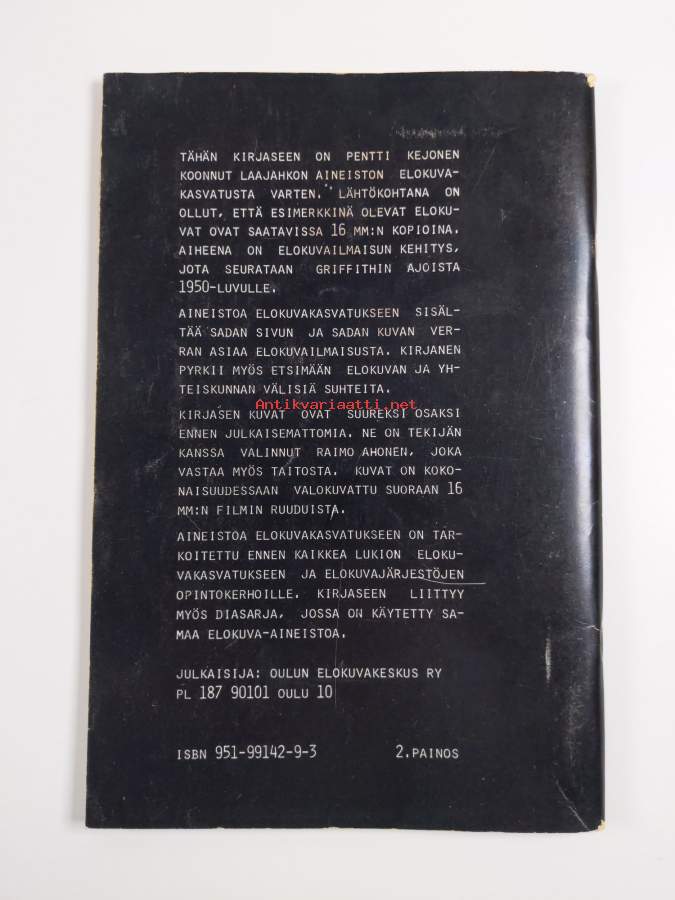 TÄHÄN KIRJASEEN ON PENTTI KEJONEN
KOONNUT LAAJAHKON AINEISTON ELOKUVA-
KASVATUSTA VARTEN. LÄHTÖKOHTANA ON
OLLUT, ETTÄ ESIMERKKINÄ OLEVAT ELOKU-
VAT OVAT SAATAVISSA 16 MM:N KOPIOINA.
AIHEENA ON ELOKUVAILMAISUN KEHITYS,
JOTA SEURATAAN GRIFFITHIN AJOISTA
1950-LUVULLE.
AINEISTOA ELOKUVAKASVATUKSEEN SISÄL-
TÄÄ SADAN SIVUN JA SADAN KUVAN VER-
RAN ASIAA ELOKUVAILMAISUSTA. KIRJANEN
PYRKII MYÖS ETSIMÄÄN ELOKUVAN JA YH-
TEISKUNNAN VÄLISIÄ SUHTEITA.
Antikvariaatti.net
KIRJASEN KUVAT OVAT SUUREKSI OSAKSI
ENNEN JULKAISEMATTOMIA. NE ON TEKIJÄN
KANSSA VALINNUT RAIMO AHONEN, JOKA
VASTAA MYÖS TAITOSTA. KUVAT ON KOKO-
NAISUUDESSAAN VALOKUVATTU SUORAAN 16
MM:N FILMIN RUUDUISTA.
AINEISTOA ELOKUVAKASVATUKSEEN ON TAR-
KOITETTU ENNEN KAIKKEA LUKION ELOKU-
VAKASVATUKSEEN JA ELOKUVAJÄRJESTÖJEN
OPINTOKERHOILLE. KIRJASEEN LIITTYY
MYÖS DIASARJA, JOSSA ON KÄYTETTY SA-
MAA ELOKUVA-AINEISTOA.
JULKAISIJA: OULUN ELOKUVAKESKUS RY
PL 187 90101 OULU 10
ISBN 951-99142-9-3 2.PAINOS